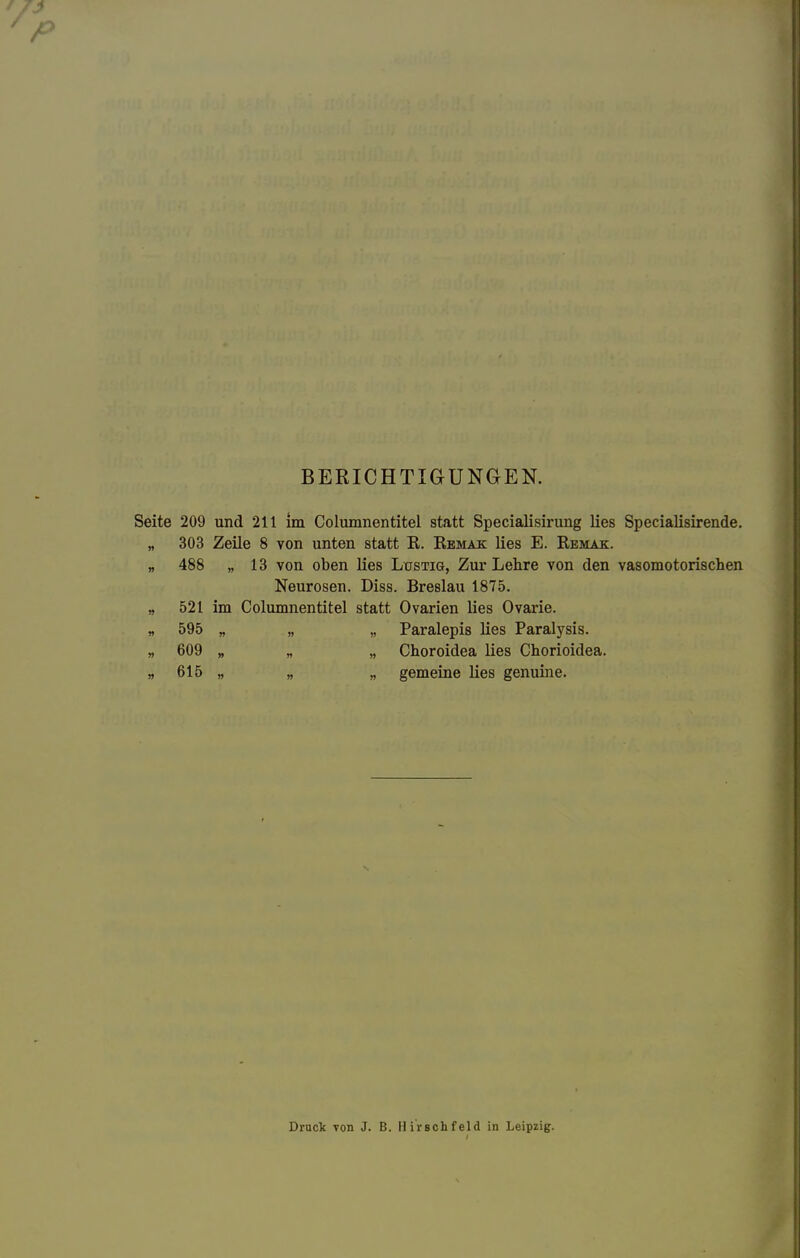 BERICHTIGUNGEN.
Seite 209 und 211 im Columnentitel statt Specialisirung lies Specialisirende.
„ 303 Zeile 8 von unten statt R. Remak lies E. Remak.
„ 488 „ 13 von oben lies Lustig, Zur Lehre von den vasomotorischen
Neurosen. Diss. Breslau 1875.
„ 521 im Columnentitel statt Ovarien lies Ovarie.
„ 595 „ „ „ Paralepis lies Paralysis.
„ 609 „ „ „ Choroidea lies Chorioidea.
„ 615 „ „ „ gemeine lies genuine.
Druck von J. B. Hirschfeld in Leipzig.